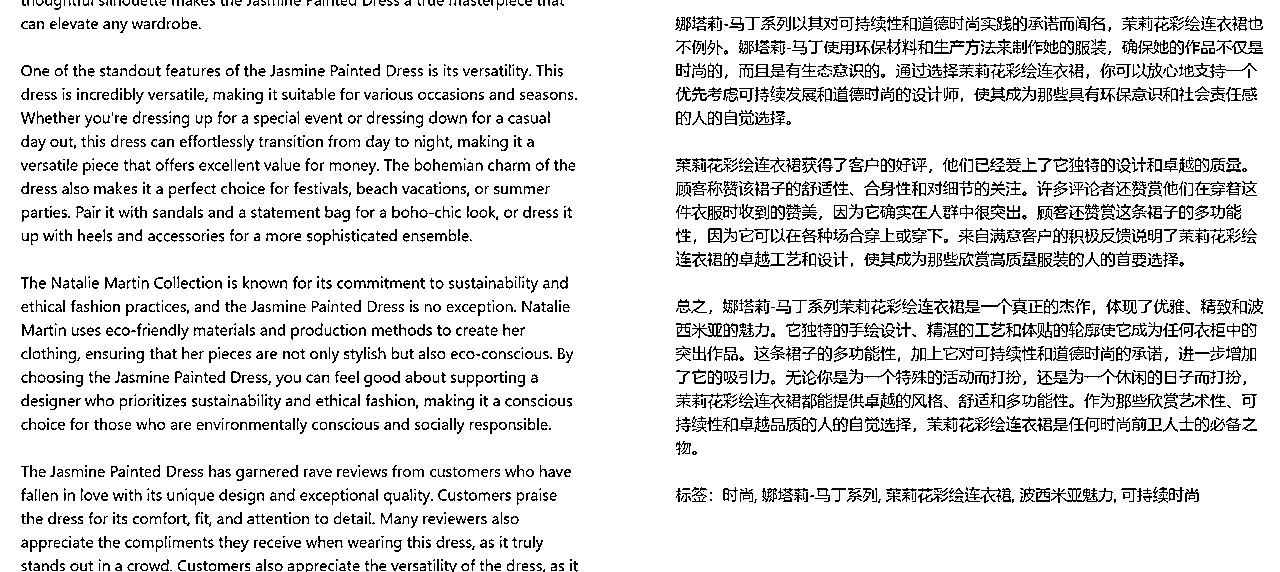 thoughtful silhouette makes the Jasmine Painted Dress a true masterpiece that
can elevate any wardrobe.
One of the standout features of the Jasmine Painted Dress is its versatility. This
dress is incredibly versatile, making it suitable for various occasions and seasons.
Whether you're dressing up for a special event or dressing down for a casual
day out, this dress can effortlessly transition from day to night, making it a
versatile piece that offers excellent value for money. The bohemian charm of the
dress also makes it a perfect choice for festivals, beach vacations, or summer
parties. Pair it with sandals and a statement bag for a boho-chic look, or dress it
up with heels and accessories for a more sophisticated ensemble.
The Natalie Martin Collection is known for its commitment to sustainability and
ethical fashion practices, and the Jasmine Painted Dress is no exception. Natalie
Martin uses eco-friendly materials and production methods to create her
clothing, ensuring that her pieces are not only stylish but also eco-conscious. By
choosing the Jasmine Painted Dress, you can feel good about supporting a
designer who prioritizes sustainability and ethical fashion, making it a conscious
choice for those who are environmentally conscious and socially responsible.
The Jasmine Painted Dress has garnered rave reviews from customers who have
fallen in love with its unique design and exceptional quality. Customers praise
the dress for its comfort, fit, and attention to detail. Many reviewers also
appreciate the compliments they receive when wearing this dress, as it truly
stands out in a crowd. Customers also appreciate the versatility of the dress, as it
娜塔莉-马丁系列以其对可持续性和道德时尚实践的承诺而闻名，茉莉花彩绘连衣裙也
不例外。娜塔莉-马丁使用环保材料和生产方法来制作她的服装，确保她的作品不仅是
时尚的，而且是有生态意识的。通过选择茉莉花彩绘连衣裙，你可以放心地支持一个
优先考虑可持续发展和道德时尚的设计师，使其成为那些具有环保意识和社会责任感
的人的自觉选择。
茉莉花彩绘连衣裙获得了客户的好评，他们已经爱上了它独特的设计和卓越的质量。
顾客称赞该裙子的舒适性、合身性和对细节的关注。许多评论者还赞赏他们在穿着这
件衣服时收到的赞美，因为它确实在人群中很突出。顾客还赞赏这条裙子的多功能
性，因为它可以在各种场合穿上或穿下。来自满意客户的积极反馈说明了茉莉花彩绘
连衣裙的卓越工艺和设计，使其成为那些欣赏高质量服装的人的首要选择。
总之，娜塔莉-马丁系列茉莉花彩绘连衣裙是一个真正的杰作，体现了优雅、精致和波
西米亚的魅力。它独特的手绘设计、精湛的工艺和体贴的轮廓使它成为任何衣柜中的
突出作品。这条裙子的多功能性，加上它对可持续性和道德时尚的承诺，进一步增加
了它的吸引力。无论你是为一个特殊的活动而打扮，还是为一个休闲的日子而打扮，
茉莉花彩绘连衣裙都能提供卓越的风格、舒适和多功能性。作为那些欣赏艺术性、可
持续性和卓越品质的人的自觉选择，茉莉花彩绘连衣裙是任何时尚前卫人士的必备之
物。
标签：时尚, 娜塔莉-马丁系列, 茉莉花彩绘连衣裙, 波西米亚魅力, 可持续时尚